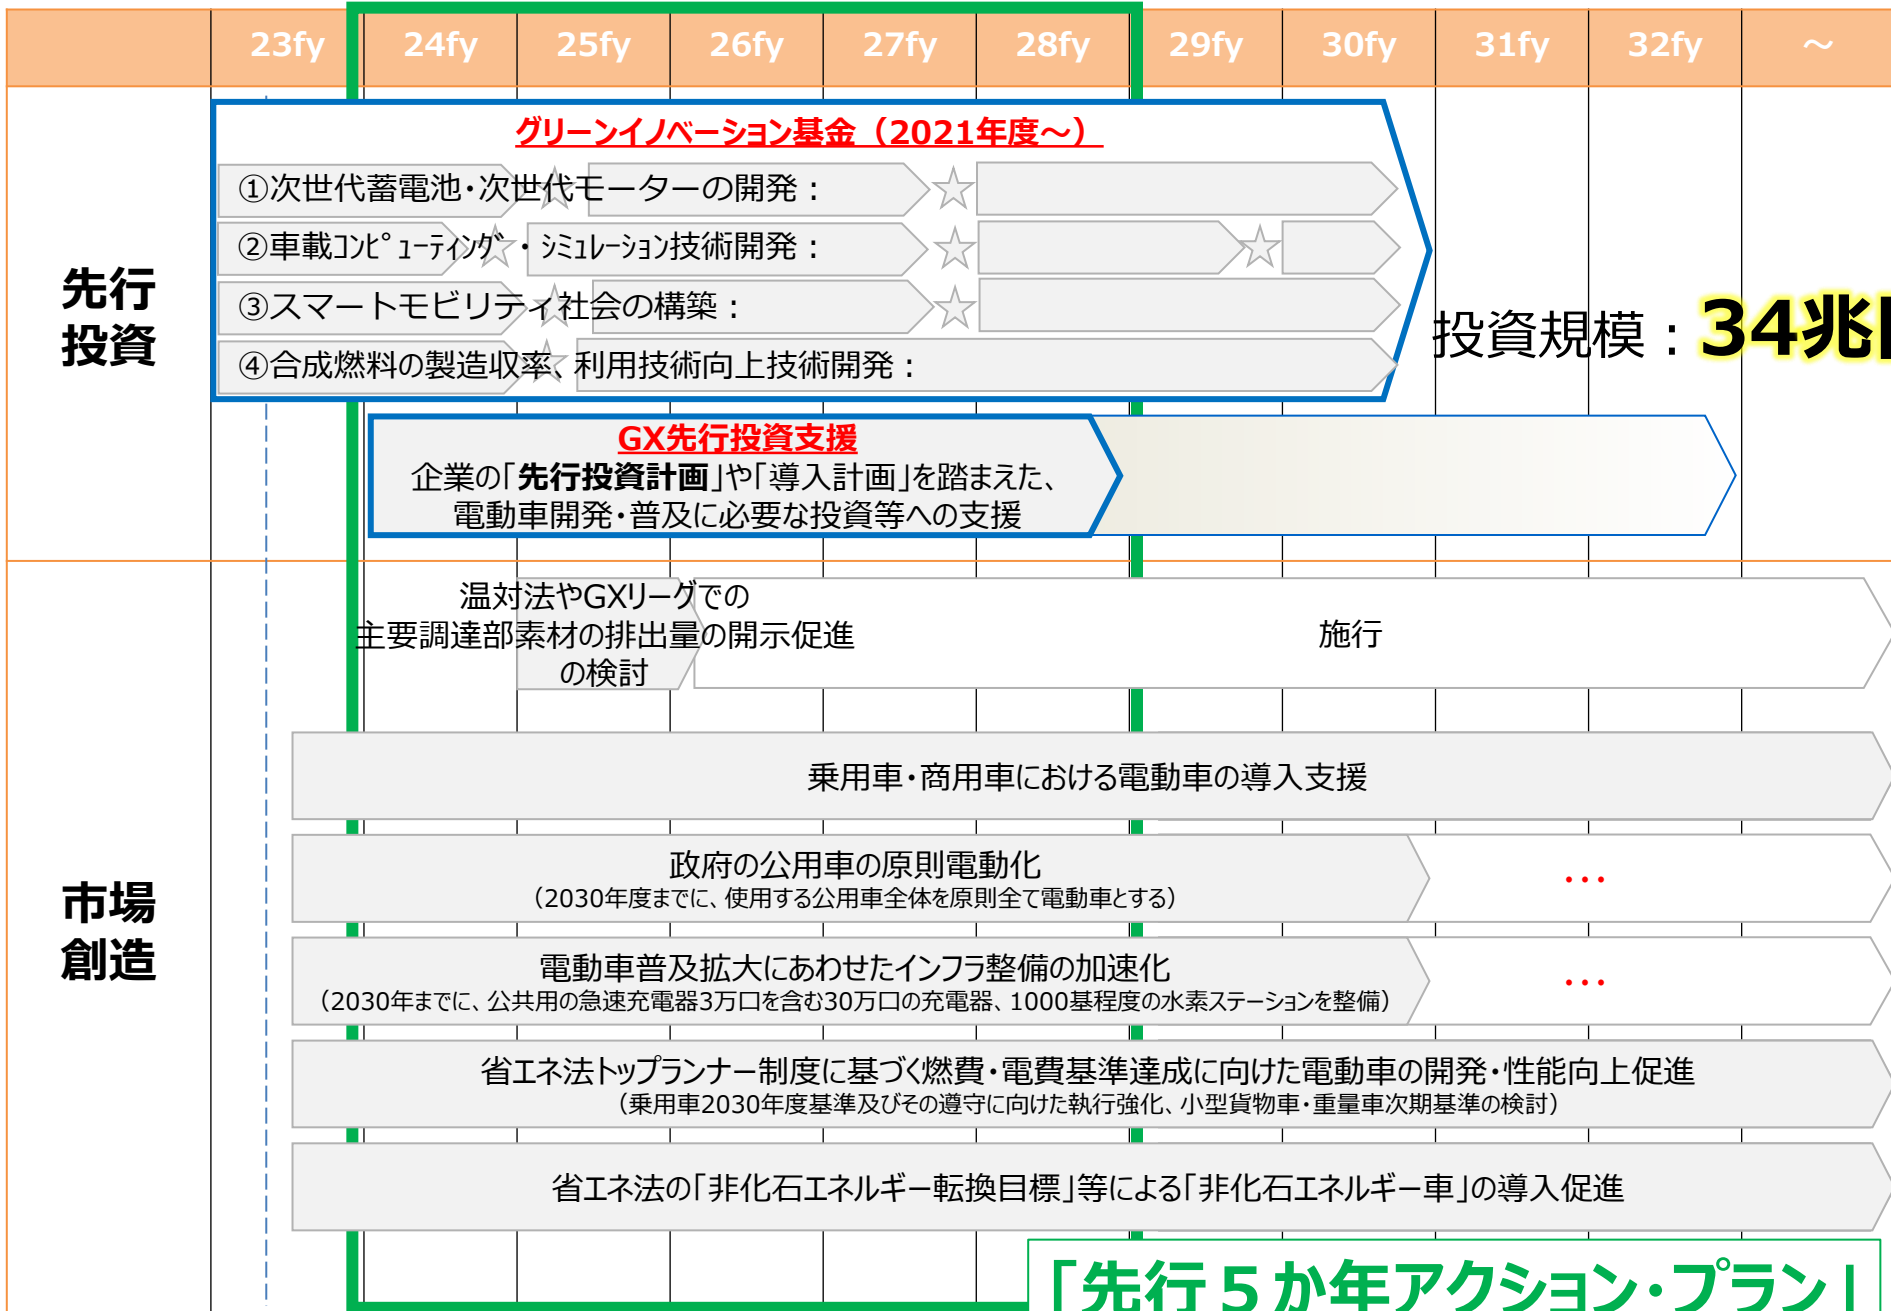 23fy 24fy 25fy 26fy 27fy 28fy 29fy 30fy 31fy 32fy ～
先行
投資
グリーンイノベーション基金（2021年度～）
①次世代蓄電池・次世代モーターの開発：
②車載ｺﾝﾋﾟｭｰﾃｨﾝｸﾞ・ｼﾐｭﾚｰｼｮﾝ技術開発：
③スマートモビリティ社会の構築：
④合成燃料の製造収率、利用技術向上技術開発：
投資規模：34兆
GX先行投資支援
企業の「先行投資計画」や「導入計画」を踏まえた、
電動車開発・普及に必要な投資等への支援
市場
創造
温対法やGXリーグでの
主要調達部素材の排出量の開示促進
の検討
施行
乗用車・商用車における電動車の導入支援
政府の公用車の原則電動化
（2030年度までに、使用する公用車全体を原則全て電動車とする）
…
電動車普及拡大にあわせたインフラ整備の加速化
（2030年までに、公共用の急速充電器3万口を含む30万口の充電器、1000基程度の水素ステーションを整備）
…
省エネ法トップランナー制度に基づく燃費・電費基準達成に向けた電動車の開発・性能向上促進
（乗用車2030年度基準及びその遵守に向けた執行強化、小型貨物車・重量車次期基準の検討）
省エネ法の「非化石エネルギー転換目標」等による「非化石エネルギー車」の導入促進
「先行５か年アクション・プラン」